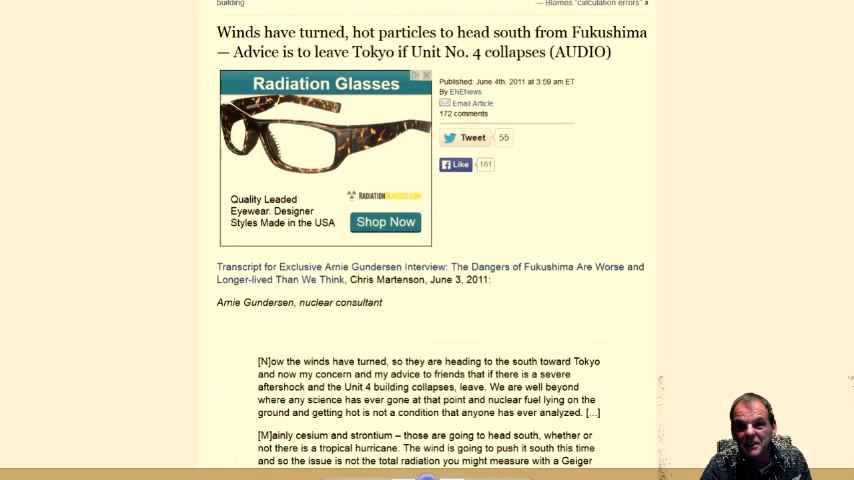 building
— Blames "calculation errors" »
Winds have turned, hot particles to head south from Fukushima
— Advice is to leave Tokyo if Unit No. 4 collapses (AUDIO)
Radiation Glasses
Quality Leaded
Eyewear. Designer
Styles Made in the USA
RADIATIONGLASSES.COM
Shop Now
Published: June 4th, 2011 at 3:59 am ET
By ENENews
Email Article
172 comments
Tweet 55
Like 161
Transcript for Exclusive Arnie Gundersen Interview: The Dangers of Fukushima Are Worse and
Longer-lived Than We Think, Chris Martenson, June 3, 2011:
Arnie Gundersen, nuclear consultant
[N]ow the winds have turned, so they are heading to the south toward Tokyo
and now my concern and my advice to friends that if there is a severe
aftershock and the Unit 4 building collapses, leave. We are well beyond
where any science has ever gone at that point and nuclear fuel lying on the
ground and getting hot is not a condition that anyone has ever analyzed. [...]
[M]ainly cesium and strontium – those are going to head south, whether or
not there is a tropical hurricane. The wind is going to push it south this time
and so the issue is not the total radiation you might measure with a Geiger